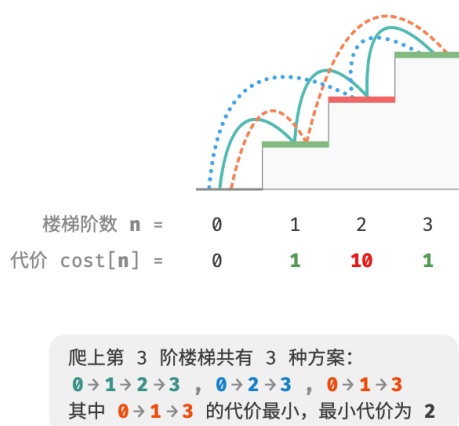 楼梯阶数 n = 0 1 2 3
代价 cost[n] = 0 1 10 1
爬上第 3 阶楼梯共有 3 种方案：
0→1→2→3 , 0→2→3 , 0→1→3
其中 0→1→3 的代价最小，最小代价为 2